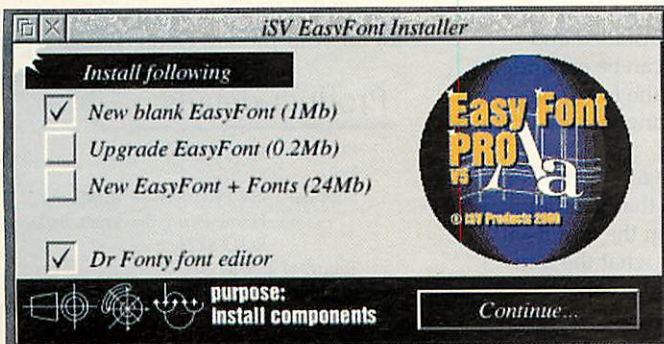 iSV EasyFont Installer
Install following
New blank EasyFont (1Mb)
Upgrade EasyFont (0.2Mb)
New EasyFont + Fonts (24Mb)
Dr Fonty font editor
Easy Font
PRO
V5
Aa
© iSV Products 2000
purpose:
install components
Continue...